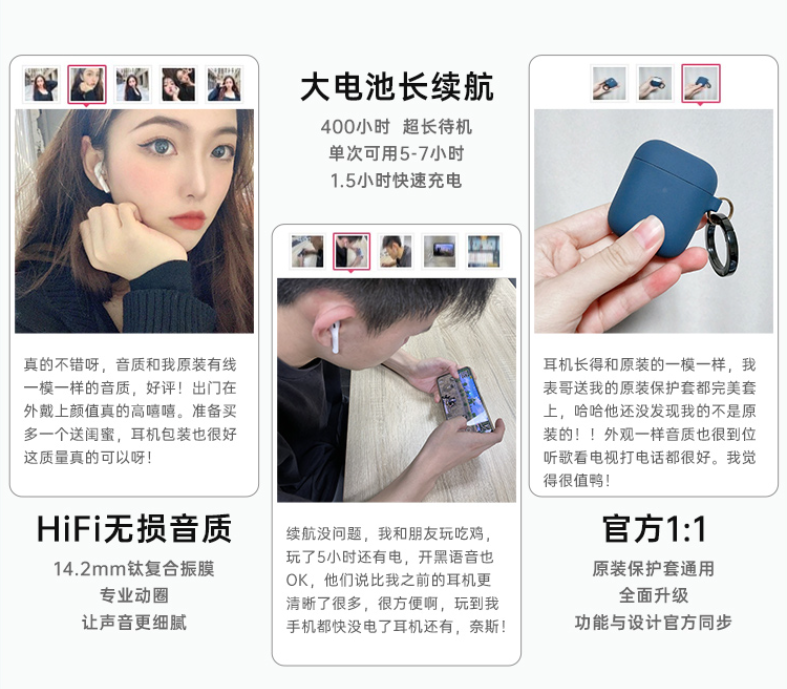 真的不错呀，音质和我原装有线
一模一样的音质，好评！出门在
外戴上颜值真的高嘻嘻。准备买
多一个送闺蜜，耳机包装也很好
这质量真的可以呀！
HiFi无损音质
14.2mm钛复合振膜
专业动圈
让声音更细腻
大电池长续航
400小时 超长待机
单次可用5-7小时
1.5小时快速充电
续航没问题，我和朋友玩吃鸡，
玩了5小时还有电，开黑语音也
OK，他们说比我之前的耳机更
清晰了很多，很方便啊，玩到我
手机都快没电了耳机还有，奈斯！
耳机长得和原装的一模一样，我
表哥送我的原装保护套都完美套
上，哈哈他还没发现我的不是原
装的！！外观一样音质也很到位
听歌看电视打电话都很好。我觉
得很值鸭！
官方1:1
原装保护套通用
全面升级
功能与设计官方同步